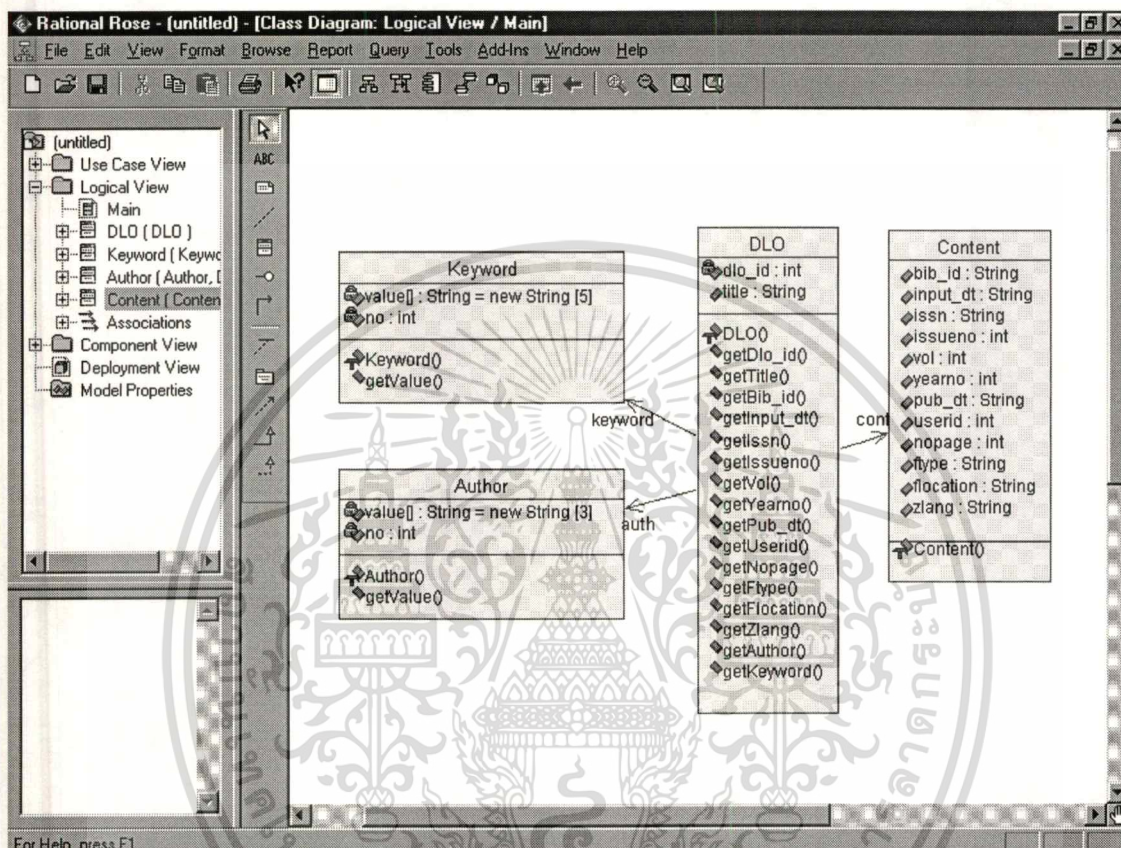 Rational Rose - (untitled) - [Class Diagram: Logical View / Main]
File Edit View Format Browse Report Query Tools Add-Ins Window Help
(untitled)
Use Case View
Logical View
Main
DLO ( DLO )
Keyword ( Keywc
Author ( Author, 
Content ( Conten
Associations
Component View
Deployment View
Model Properties
ABC
Keyword
value[] : String = new String [5]
no : int
Keyword()
getValue()
keyword
Author
value[] : String = new String [3]
no : int
Author()
getValue()
auth
DLO
dlo_id : int
title : String
DLO()
getDlo_id()
getTitle()
getBib_id()
getInput_dt()
getIssn()
getIssueno()
getVol()
getYearno()
getPub_dt()
getUserid()
getNopage()
getFtype()
getFlocation()
getZlang()
getAuthor()
getKeyword()
cont
Content
bib_id : String
input_dt : String
issn : String
issueno : int
vol : int
yearno : int
pub_dt : String
userid : int
nopage : int
ftype : String
flocation : String
zlang : String
Content()
For Help, press F1